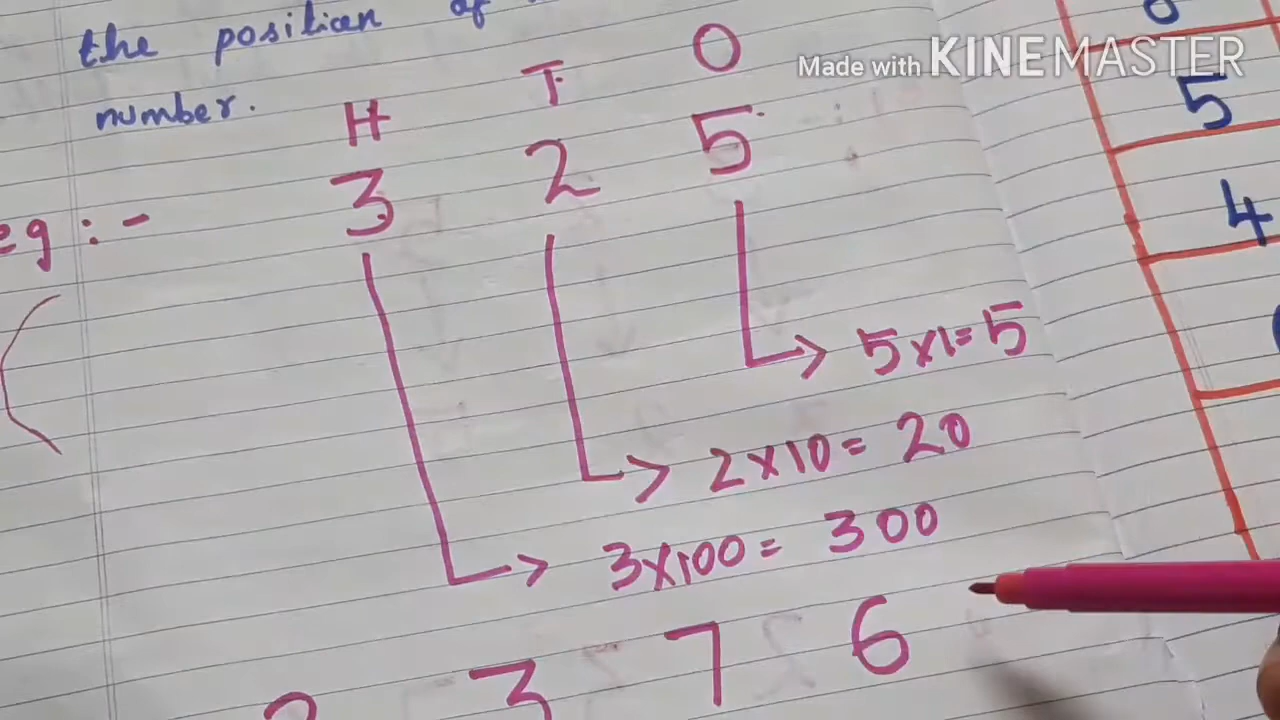 the position of
number.
Made with KINEMASTER
H T O
eg :- 3 2 5
5x1=5
2x10= 20
3x100= 300
3 7 6
5
4